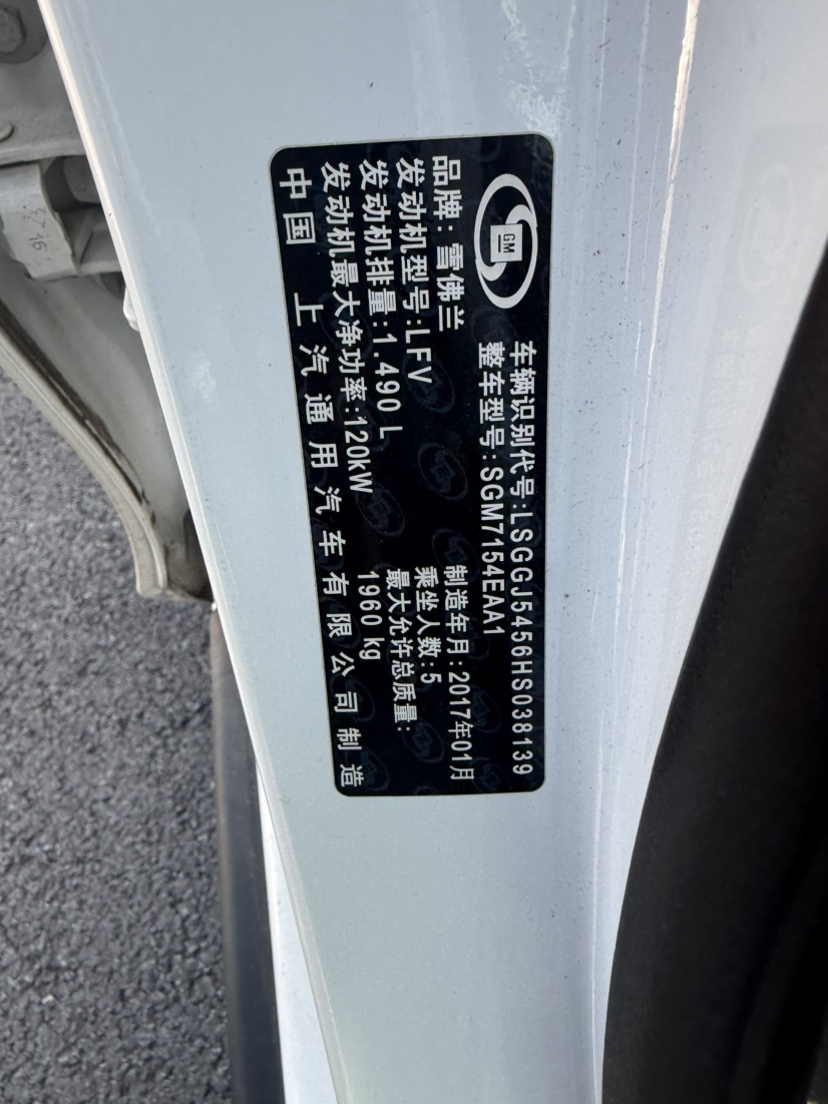 GM
车辆识别代号:LSGGJ5456HS038139
整车型号:SGM7154EAA1
品牌:雪佛兰
制造年月:2017年01月
发动机型号:LFV
乘坐人数:5
发动机排量:1.490 L
最大允许总质量:
1960 kg
发动机最大净功率:120kW
中国 上汽通用汽车有限公司制造
16